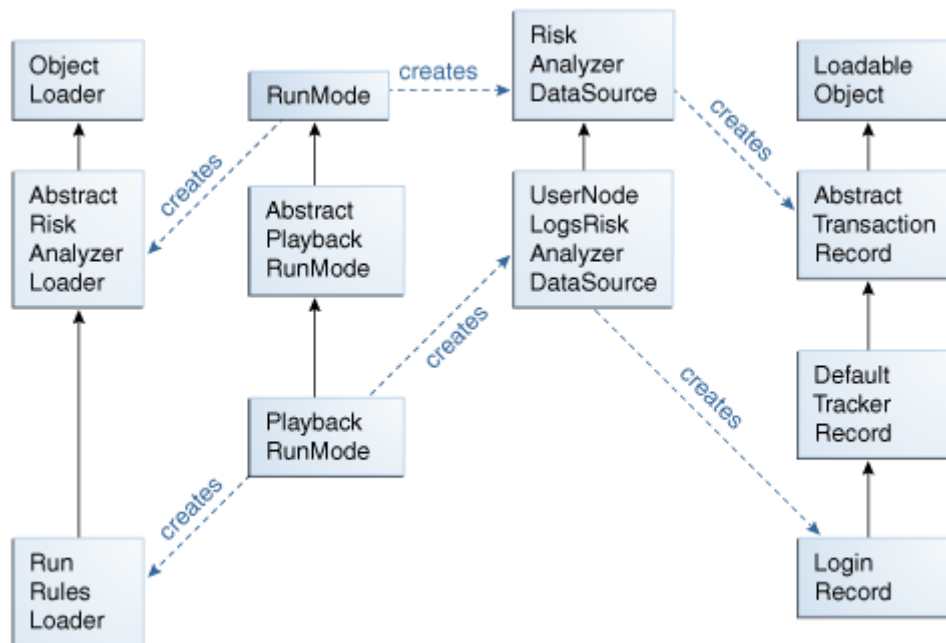 Object
Loader
RunMode
creates
Risk
Analyzer
DataSource
Loadable
Object
creates
creates
Abstract
Risk
Analyzer
Loader
Abstract
Playback
RunMode
UserNode
LogsRisk
Analyzer
DataSource
Abstract
Transaction
Record
creates
creates
Default
Tracker
Record
Playback
RunMode
creates
Run
Rules
Loader
Login
Record